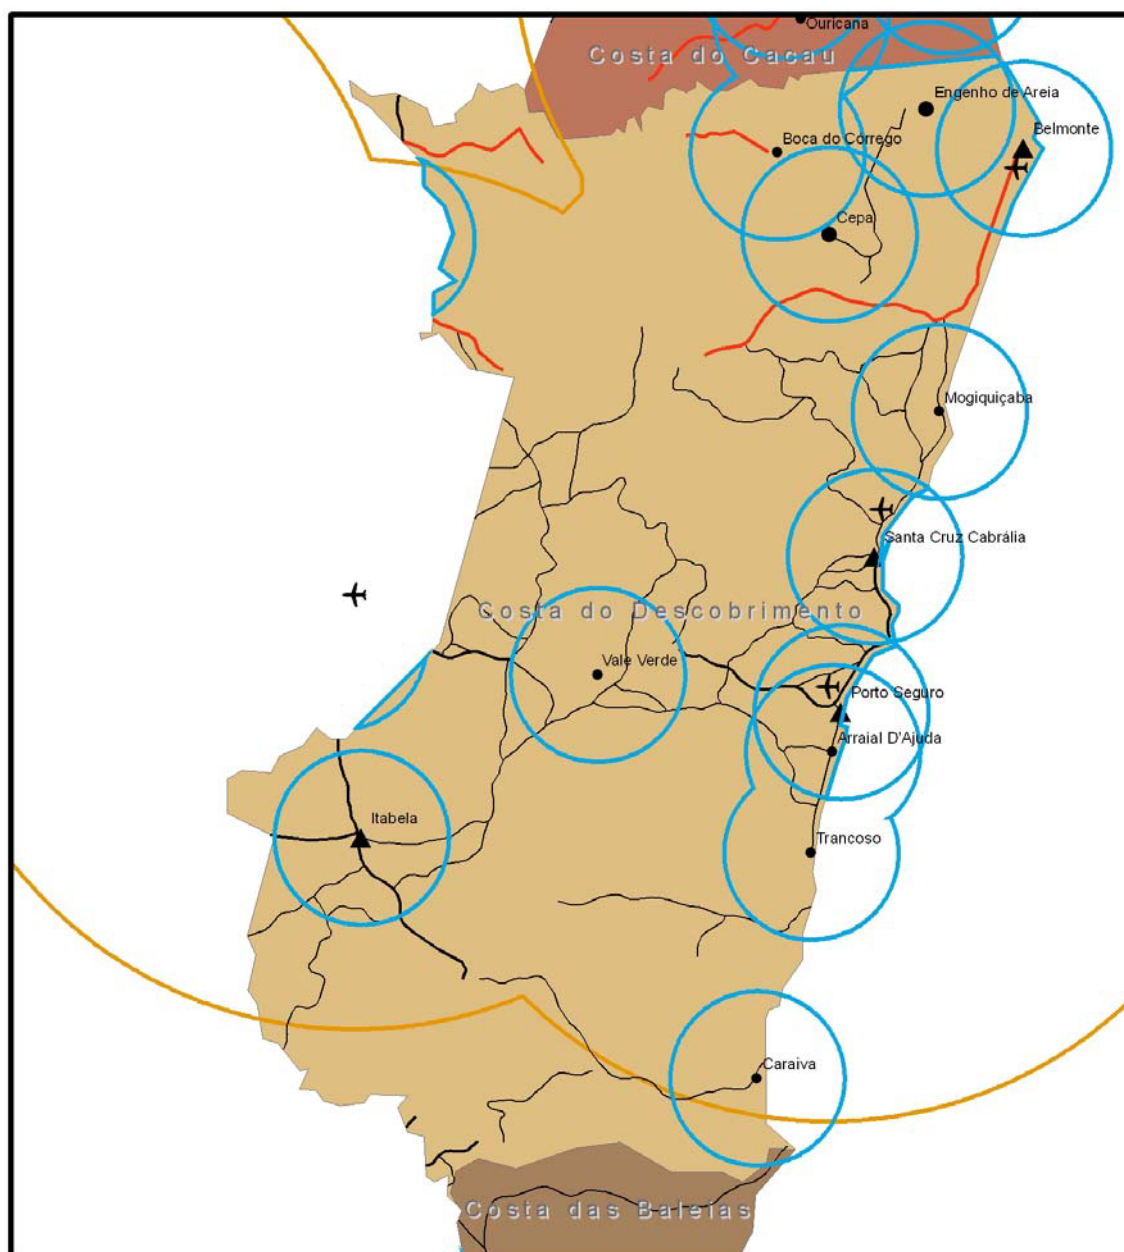 Ouricana
Costa do Cacau
Engenho de Areia
Belmonte
Boca do Córrego
Cepa
Mogiquiçaba
Santa Cruz Cabrália
Costa do Descobrimento
Vale Verde
Porto Seguro
Arraial D'Ajuda
Itabela
Trancoso
Caraiva
Costa das Baleias